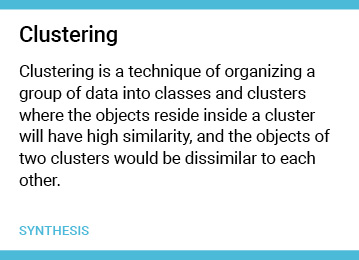 Clustering
Clustering is a technique of organizing a
group of data into classes and clusters
where the objects reside inside a cluster
will have high similarity, and the objects of
two clusters would be dissimilar to each
other.
SYNTHESIS